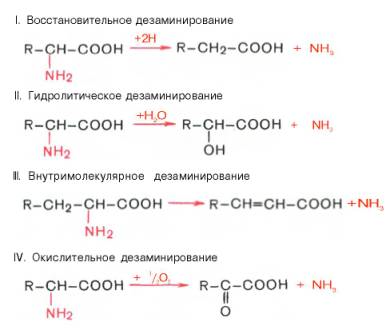 I. Восстановительное дезаминирование
R–CH–COOH +2H R–CH₂–COOH + NH₃
NH₂
II. Гидролитическое дезаминирование
R–CH–COOH +H₂O R–CH–COOH + NH₃
NH₂ OH
III. Внутримолекулярное дезаминирование
R–CH₂–CH–COOH R–CH=CH–COOH +NH₃
NH₂
IV. Окислительное дезаминирование
R–CH–COOH + ¹/₂O₂ R–C–COOH + NH₃
NH₂ O